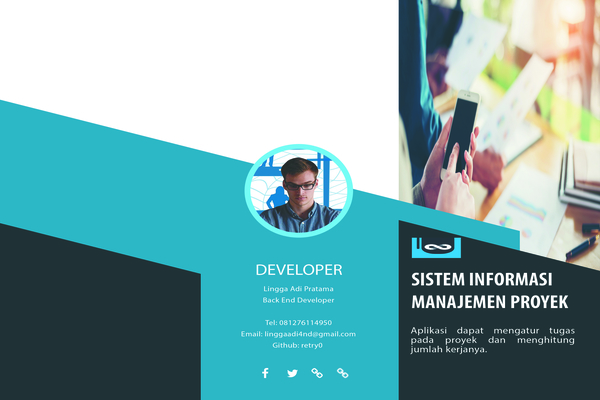 DEVELOPER
Lingga Adi Pratama
Back End Developer
Tel: 081276114950
Email: linggaadi4nd@gmail.com
Github: retry0
SISTEM INFORMASI
MANAJEMEN PROYEK
Aplikasi dapat mengatur tugas
pada proyek dan menghitung
jumlah kerjanya.